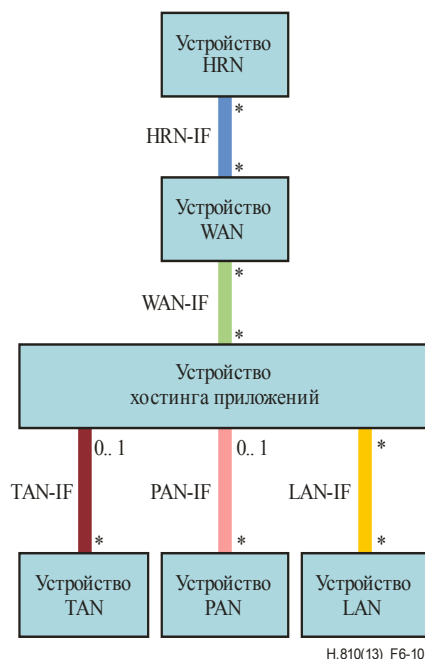 Устройство
HRN
*
HRN-IF
*
Устройство
WAN
*
WAN-IF
*
Устройство
хостинга приложений
0.. 1
0.. 1
*
TAN-IF
PAN-IF
LAN-IF
*
*
*
Устройство
TAN
Устройство
PAN
Устройство
LAN
H.810(13)_F6-10